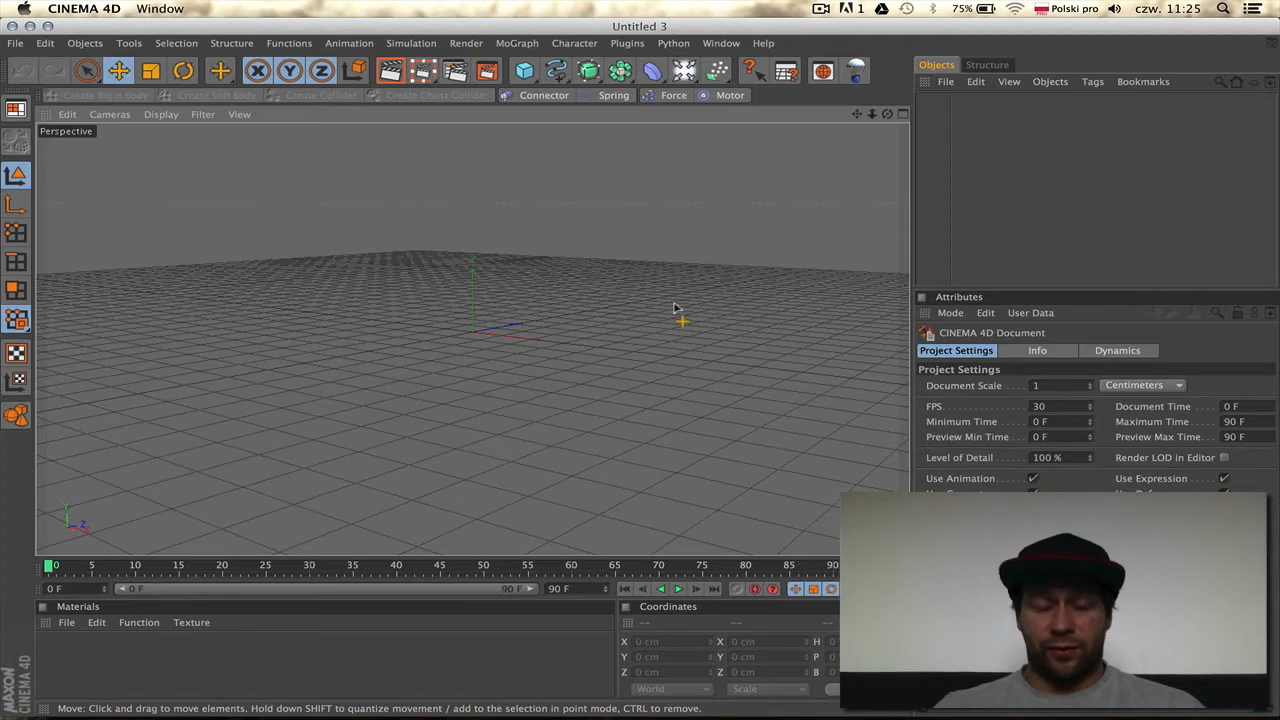 CINEMA 4D Window 1 75% Polski pro czw. 11:25
Untitled 3
File Edit Objects Tools Selection Structure Functions Animation Simulation Render MoGraph Character Plugins Python Window Help
Objects Structure
File Edit View Objects Tags Bookmarks
Create Rigid Body Create Soft Body Create Collider Create Ghost Collider Connector Spring Force Motor
Edit Cameras Display Filter View
Perspective
Attributes
Mode Edit User Data
CINEMA 4D Document
Project Settings Info Dynamics
Project Settings
Document Scale 1 Centimeters
FPS 30 Document Time 0 F
Minimum Time 0 F Maximum Time 90 F
Preview Min Time 0 F Preview Max Time 90 F
Level of Detail 100 % Render LOD in Editor
Use Animation Use Expression
Y
Z
0 5 10 15 20 25 30 35 40 45 50 55 60 65 70 75 80 85 90
0 F 0 F 90 F 90 F
Materials
File Edit Function Texture
Coordinates
-- -- --
X 0 cm X 0 cm H
Y 0 cm Y 0 cm P
Z 0 cm Z 0 cm B
World Scale
MAXON CINEMA 4D
Move: Click and drag to move elements. Hold down SHIFT to quantize movement / add to the selection in point mode, CTRL to remove.